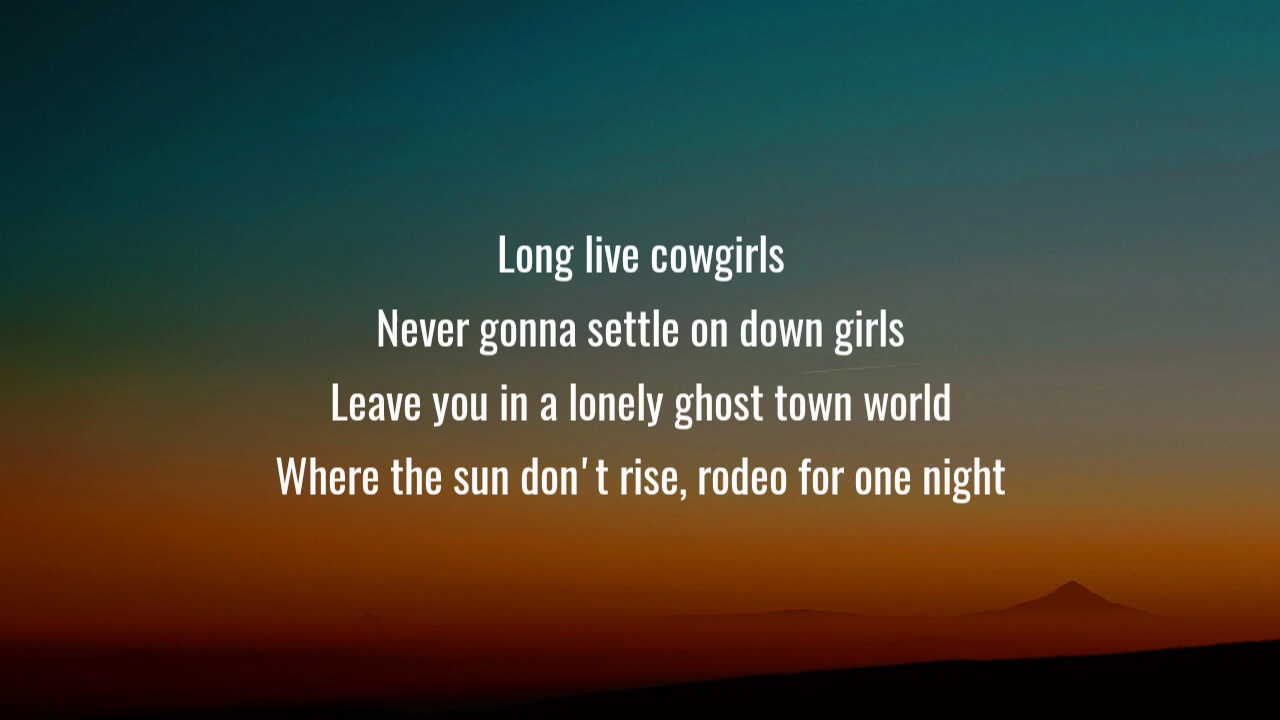 Long live cowgirls
Never gonna settle on down girls
Leave you in a lonely ghost town world
Where the sun don't rise, rodeo for one night